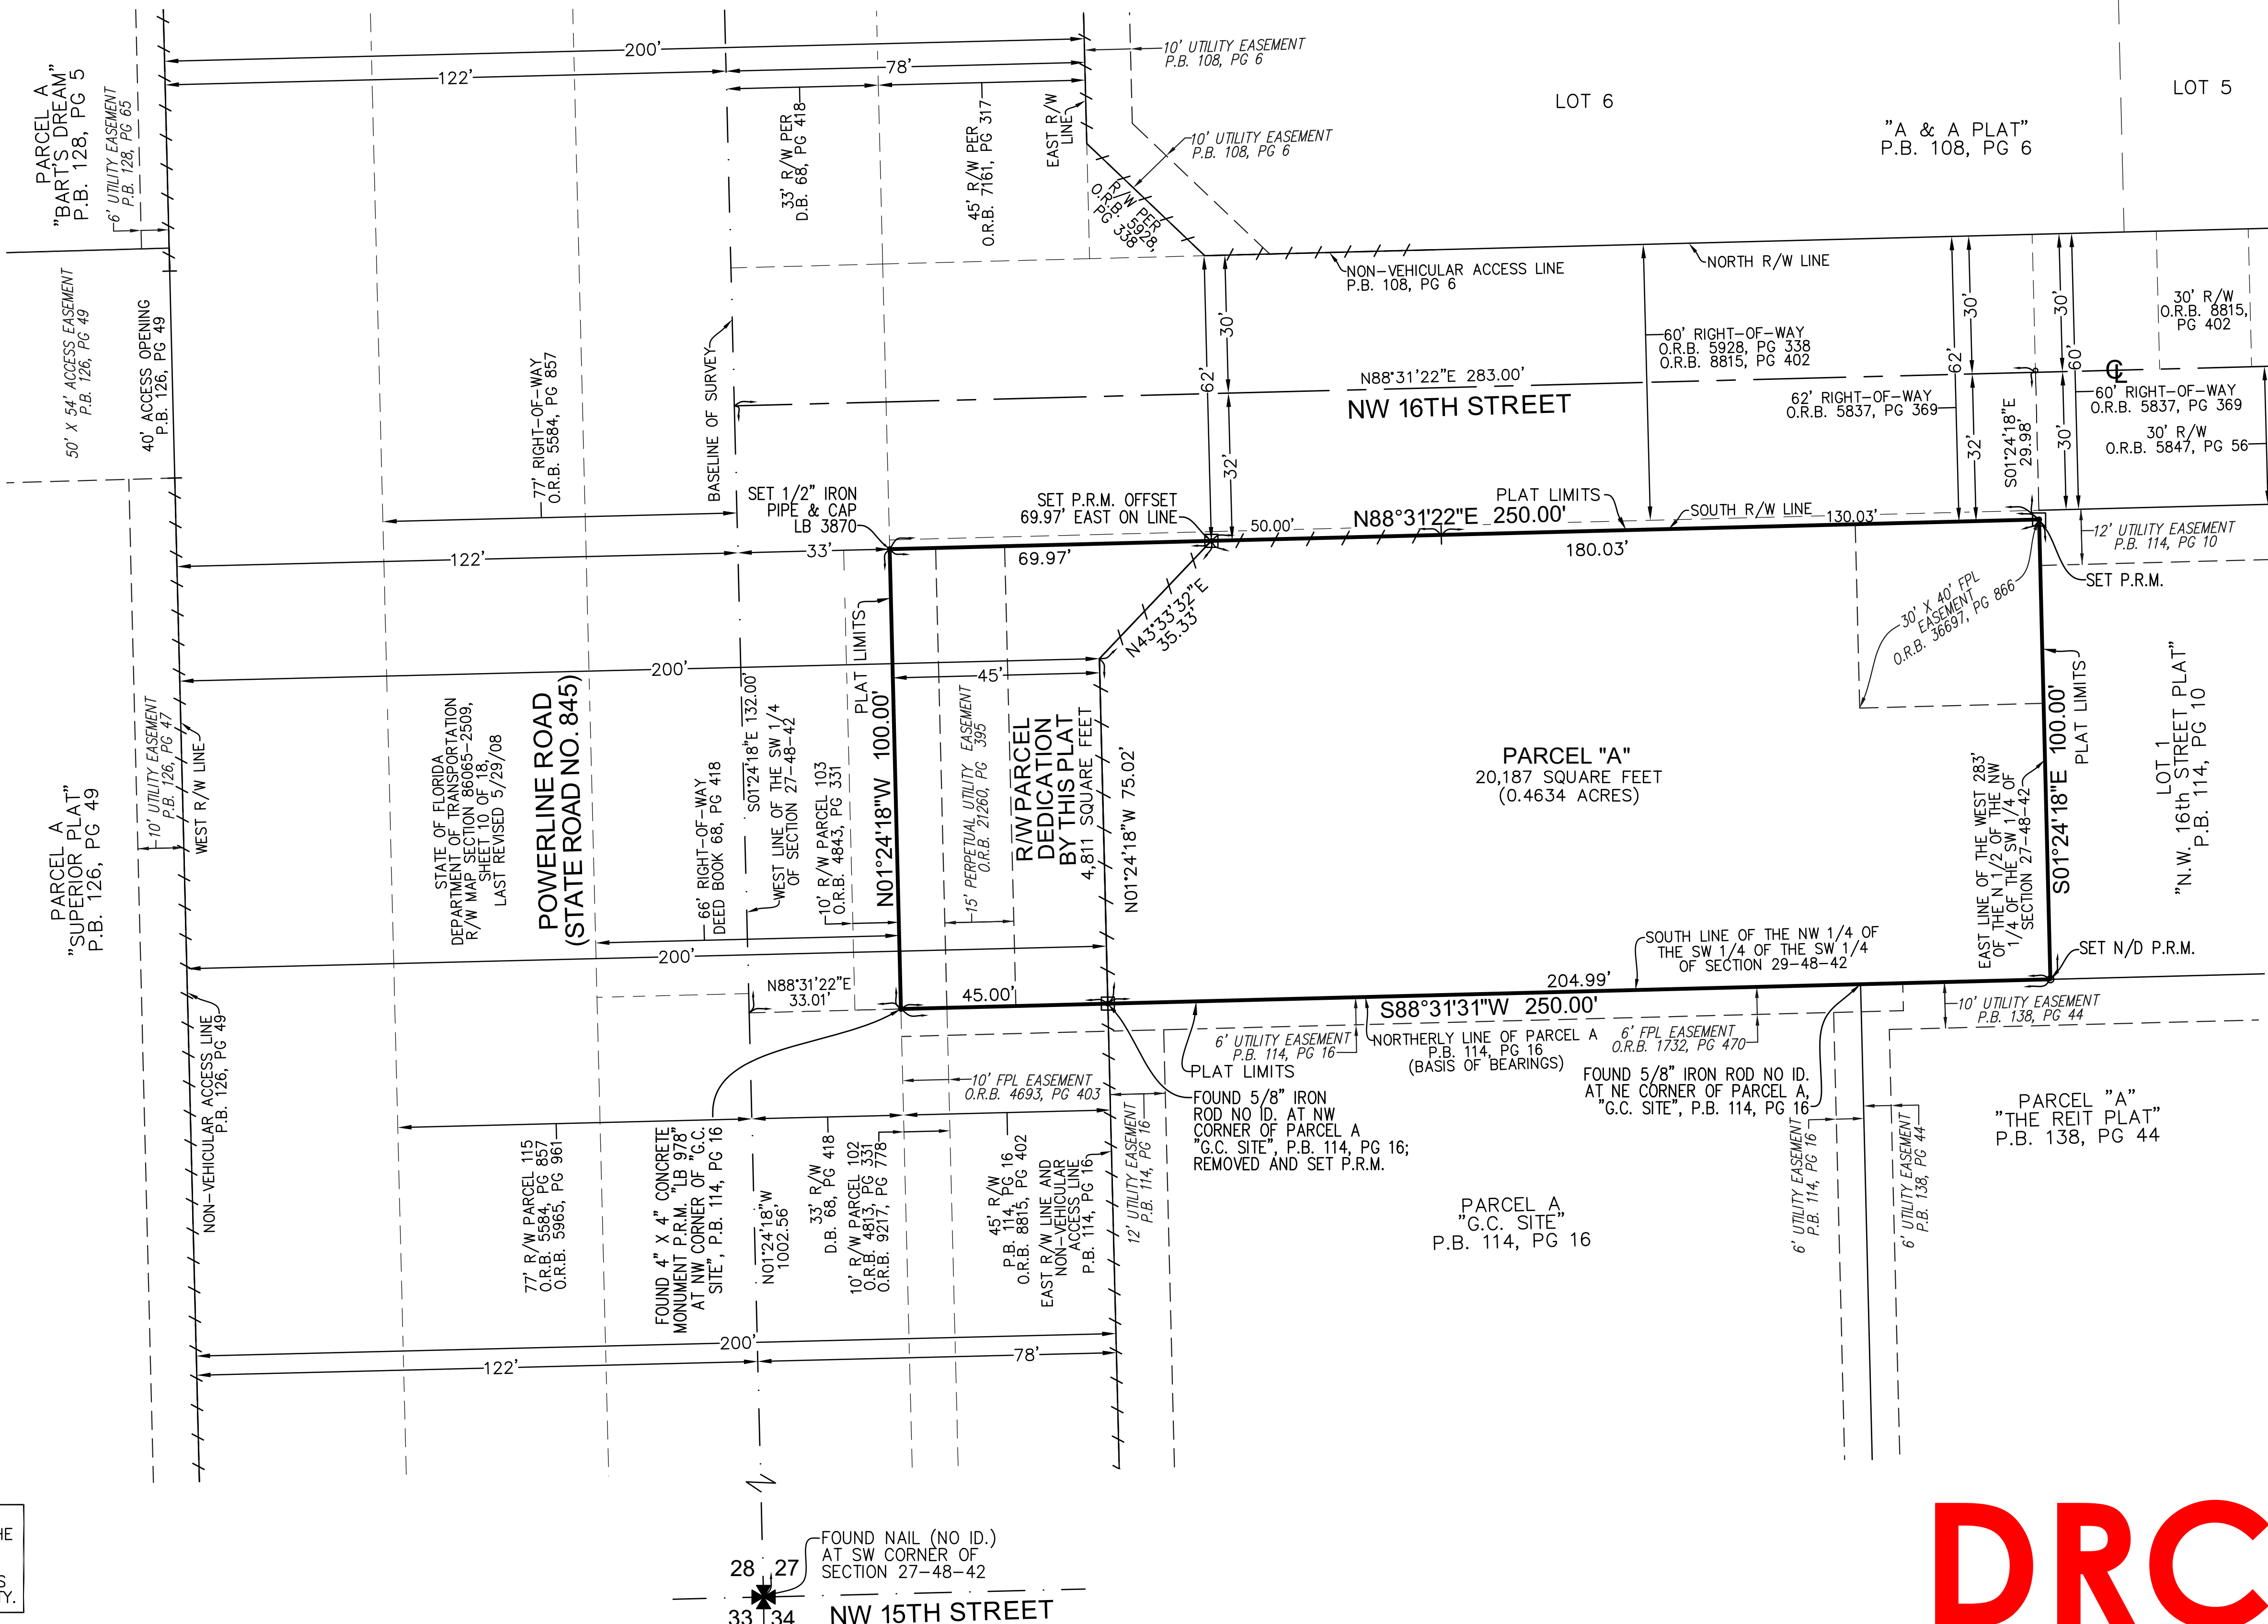 PARCEL A
"BART'S DREAM"
P.B. 128, PG 5
6' UTILITY EASEMENT
P.B. 128, PG 65
200'
122'
78'
33' R/W PER
D.B. 68, PG 418
45' R/W PER
O.R.B. 7161, PG 317
EAST R/W
LINE
10' UTILITY EASEMENT
P.B. 108, PG 6
10' UTILITY EASEMENT
P.B. 108, PG 6
R/W PER
O.R.B. 5928,
PG 338
LOT 6
LOT 5
"A & A PLAT"
P.B. 108, PG 6
50' X 54' ACCESS EASEMENT
P.B. 126, PG 49
40' ACCESS OPENING
P.B. 126, PG 49
77' RIGHT-OF-WAY
O.R.B. 5584, PG 857
BASELINE OF SURVEY
NON-VEHICULAR ACCESS LINE
P.B. 108, PG 6
NORTH R/W LINE
62'
30'
32'
60' RIGHT-OF-WAY
O.R.B. 5928, PG 338
O.R.B. 8815, PG 402
N88°31'22"E 283.00'
NW 16TH STREET
62' RIGHT-OF-WAY
O.R.B. 5837, PG 369
62'
30'
32'
S01°24'18"E
29.98'
30'
30'
60'
30' R/W
O.R.B. 8815,
PG 402
CL
60' RIGHT-OF-WAY
O.R.B. 5837, PG 369
30' R/W
O.R.B. 5847, PG 56
SET 1/2" IRON
PIPE & CAP
LB 3870
SET P.R.M. OFFSET
69.97' EAST ON LINE
PLAT LIMITS
50.00'
N88°31'22"E 250.00'
SOUTH R/W LINE
130.03'
12' UTILITY EASEMENT
P.B. 114, PG 10
122'
33'
69.97'
180.03'
SET P.R.M.
N43°33'32"E
35.33'
30' X 40' FPL
EASEMENT
O.R.B. 36697, PG 866
PLAT LIMITS
200'
45'
10' UTILITY EASEMENT
P.B. 126, PG 47
WEST R/W LINE
PARCEL A
"SUPERIOR PLAT"
P.B. 126, PG 49
STATE OF FLORIDA
DEPARTMENT OF TRANSPORTATION
R/W MAP SECTION 86065-2509,
SHEET 10 OF 18,
LAST REVISED 5/29/08
POWERLINE ROAD
(STATE ROAD NO. 845)
66' RIGHT-OF-WAY
DEED BOOK 68, PG 418
S01°24'18"E 132.00'
WEST LINE OF THE SW 1/4
OF SECTION 27-48-42
10' R/W PARCEL 103
O.R.B. 4843, PG 331
N01°24'18"W 100.00'
15' PERPETUAL UTILITY EASEMENT
O.R.B. 21260, PG 395
R/W PARCEL
DEDICATION
BY THIS PLAT
4,811 SQUARE FEET
N01°24'18"W 75.02'
PARCEL "A"
20,187 SQUARE FEET
(0.4634 ACRES)
EAST LINE OF THE WEST 283'
OF THE N 1/2 OF THE NW
1/4 OF THE SW 1/4 OF
SECTION 27-48-42
S01°24'18"E 100.00'
PLAT LIMITS
LOT 1
"N.W. 16th STREET PLAT"
P.B. 114, PG 10
200'
N88°31'22"E
33.01'
45.00'
SOUTH LINE OF THE NW 1/4 OF
THE SW 1/4 OF THE SW 1/4
OF SECTION 29-48-42
204.99'
S88°31'31"W 250.00'
SET N/D P.R.M.
NON-VEHICULAR ACCESS LINE
P.B. 126, PG 49
6' UTILITY EASEMENT
P.B. 114, PG 16
PLAT LIMITS
NORTHERLY LINE OF PARCEL A
P.B. 114, PG 16
(BASIS OF BEARINGS)
6' FPL EASEMENT
O.R.B. 1732, PG 470
10' UTILITY EASEMENT
P.B. 138, PG 44
10' FPL EASEMENT
O.R.B. 4693, PG 403
FOUND 5/8" IRON
ROD NO ID. AT NW
CORNER OF PARCEL A
"G.C. SITE", P.B. 114, PG 16;
REMOVED AND SET P.R.M.
FOUND 5/8" IRON ROD NO ID.
AT NE CORNER OF PARCEL A,
"G.C. SITE", P.B. 114, PG 16
PARCEL "A"
"THE REIT PLAT"
P.B. 138, PG 44
77' R/W PARCEL 115
O.R.B. 5584, PG 857
O.R.B. 5965, PG 961
FOUND 4" X 4" CONCRETE
MONUMENT P.R.M. "LB 978"
AT NW CORNER OF "G.C.
SITE", P.B. 114, PG 16
N01°24'18"W
1002.56'
33' R/W
D.B. 68, PG 418
10' R/W PARCEL 102
O.R.B. 4813, PG 331
O.R.B. 9217, PG 778
45' R/W
P.B. 114, PG 16
O.R.B. 8815, PG 402
EAST R/W LINE AND
NON-VEHICULAR
ACCESS LINE
P.B. 114, PG 16
12' UTILITY EASEMENT
P.B. 114, PG 16
PARCEL A
"G.C. SITE"
P.B. 114, PG 16
6' UTILITY EASEMENT
P.B. 114, PG 16
6' UTILITY EASEMENT
P.B. 138, PG 44
200'
122'
78'
FOUND NAIL (NO ID.)
AT SW CORNER OF
SECTION 27-48-42
28 27
33 34
NW 15TH STREET
HE
S
TY.
DRC